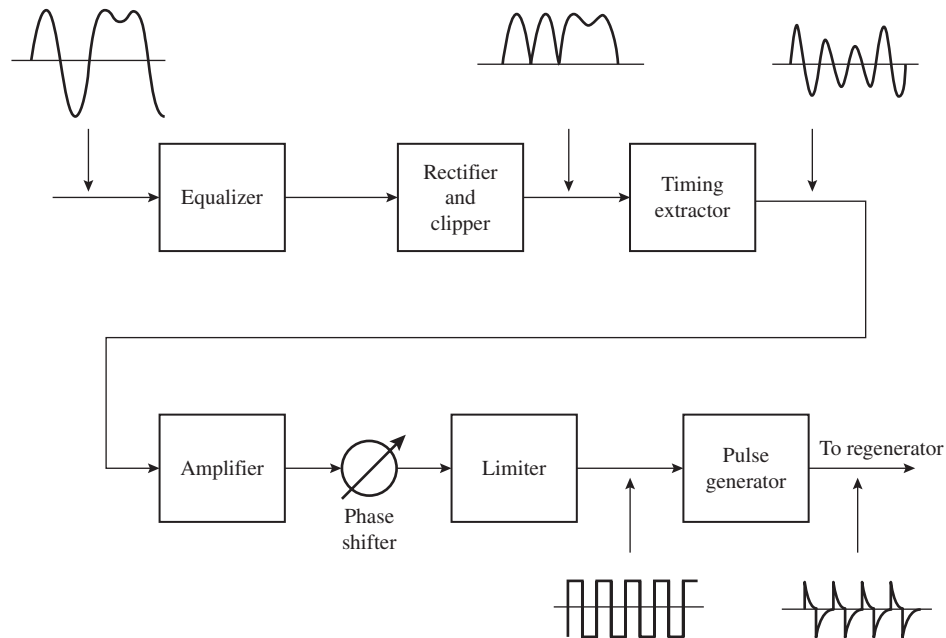 Equalizer
Rectifier
and
clipper
Timing
extractor
Amplifier
Phase
shifter
Limiter
Pulse
generator
To regenerator